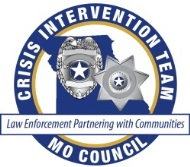 CRISIS INTERVENTION TEAM
Law Enforcement Partnering with Communities
MO COUNCIL